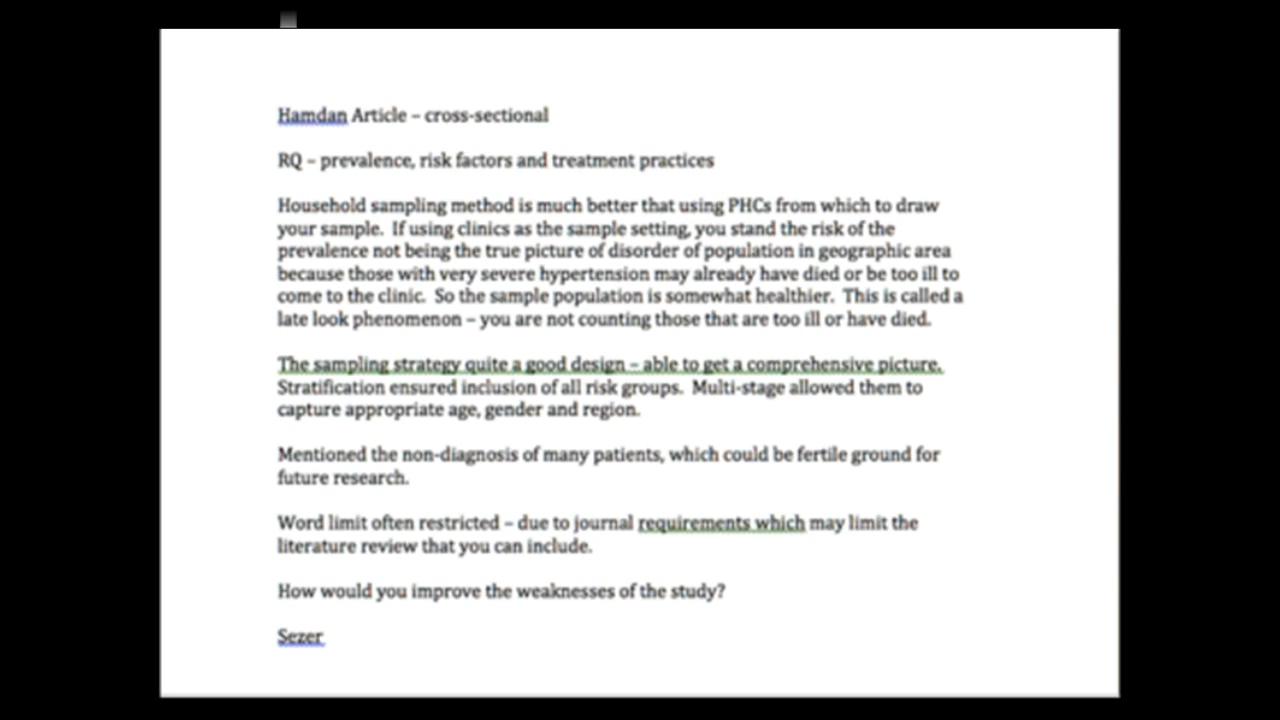 Hamdan Article – cross-sectional
RQ – prevalence, risk factors and treatment practices
Household sampling method is much better that using PHCs from which to draw
your sample.  If using clinics as the sample setting, you stand the risk of the
prevalence not being the true picture of disorder of population in geographic area
because those with very severe hypertension may already have died or be too ill to
come to the clinic.  So the sample population is somewhat healthier.  This is called a
late look phenomenon – you are not counting those that are too ill or have died.
The sampling strategy quite a good design – able to get a comprehensive picture.
Stratification ensured inclusion of all risk groups.  Multi-stage allowed them to
capture appropriate age, gender and region.
Mentioned the non-diagnosis of many patients, which could be fertile ground for
future research.
Word limit often restricted – due to journal requirements which may limit the
literature review that you can include.
How would you improve the weaknesses of the study?
Sezer